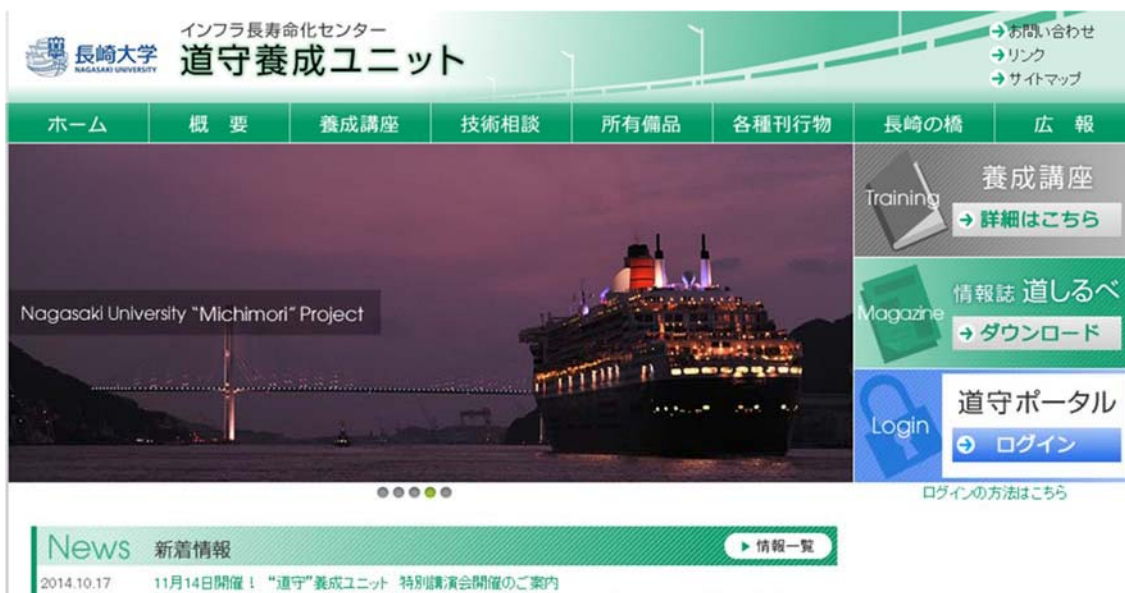 長崎大学
NAGASAKI UNIVERSITY
インフラ長寿命化センター
道守養成ユニット
お問い合わせ
リンク
サイトマップ
ホーム 概 要 養成講座 技術相談 所有備品 各種刊行物 長崎の橋 広 報
Nagasaki University “Michimori” Project
Training
養成講座
詳細はこちら
Magazine
情報誌 道しるべ
ダウンロード
Login
道守ポータル
ログイン
ログインの方法はこちら
News 新着情報
情報一覧
2014.10.17 11月14日開催！ “道守”養成ユニット 特別講演会開催のご案内